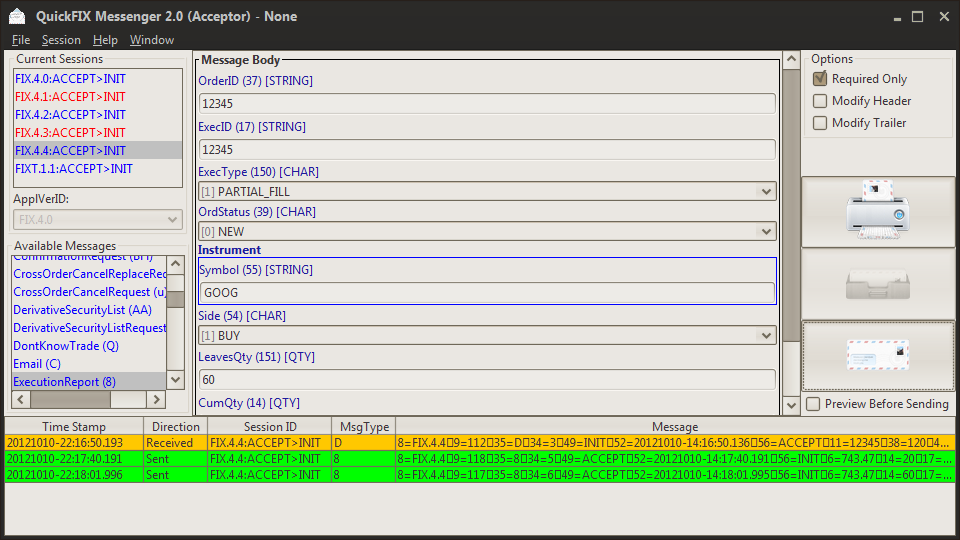 QuickFIX Messenger 2.0 (Acceptor) - None
File Session Help Window
Current Sessions
FIX.4.0:ACCEPT>INIT
FIX.4.1:ACCEPT>INIT
FIX.4.2:ACCEPT>INIT
FIX.4.3:ACCEPT>INIT
FIX.4.4:ACCEPT>INIT
FIXT.1.1:ACCEPT>INIT
ApplVerID:
FIX.4.0
Available Messages
ConfirmationRequest (BH)
CrossOrderCancelReplaceRec
CrossOrderCancelRequest (u)
DerivativeSecurityList (AA)
DerivativeSecurityListRequest
DontKnowTrade (Q)
Email (C)
ExecutionReport (8)
Message Body
OrderID (37) [STRING]
12345
ExecID (17) [STRING]
12345
ExecType (150) [CHAR]
[1] PARTIAL_FILL
OrdStatus (39) [CHAR]
[0] NEW
Instrument
Symbol (55) [STRING]
GOOG
Side (54) [CHAR]
[1] BUY
LeavesQty (151) [QTY]
60
CumQty (14) [QTY]
Options
Required Only
Modify Header
Modify Trailer
Preview Before Sending
Time Stamp Direction Session ID MsgType Message
20121010-22:16:50.193 Received FIX.4.4:ACCEPT>INIT D 8=FIX.4.4▯9=112▯35=D▯34=3▯49=INIT▯52=20121010-14:16:50.136▯56=ACCEPT▯11=12345▯38=120▯4...
20121010-22:17:40.191 Sent FIX.4.4:ACCEPT>INIT 8 8=FIX.4.4▯9=118▯35=8▯34=5▯49=ACCEPT▯52=20121010-14:17:40.191▯56=INIT▯6=743.47▯14=20▯17=...
20121010-22:18:01.996 Sent FIX.4.4:ACCEPT>INIT 8 8=FIX.4.4▯9=117▯35=8▯34=6▯49=ACCEPT▯52=20121010-14:18:01.995▯56=INIT▯6=743.47▯14=60▯17=...